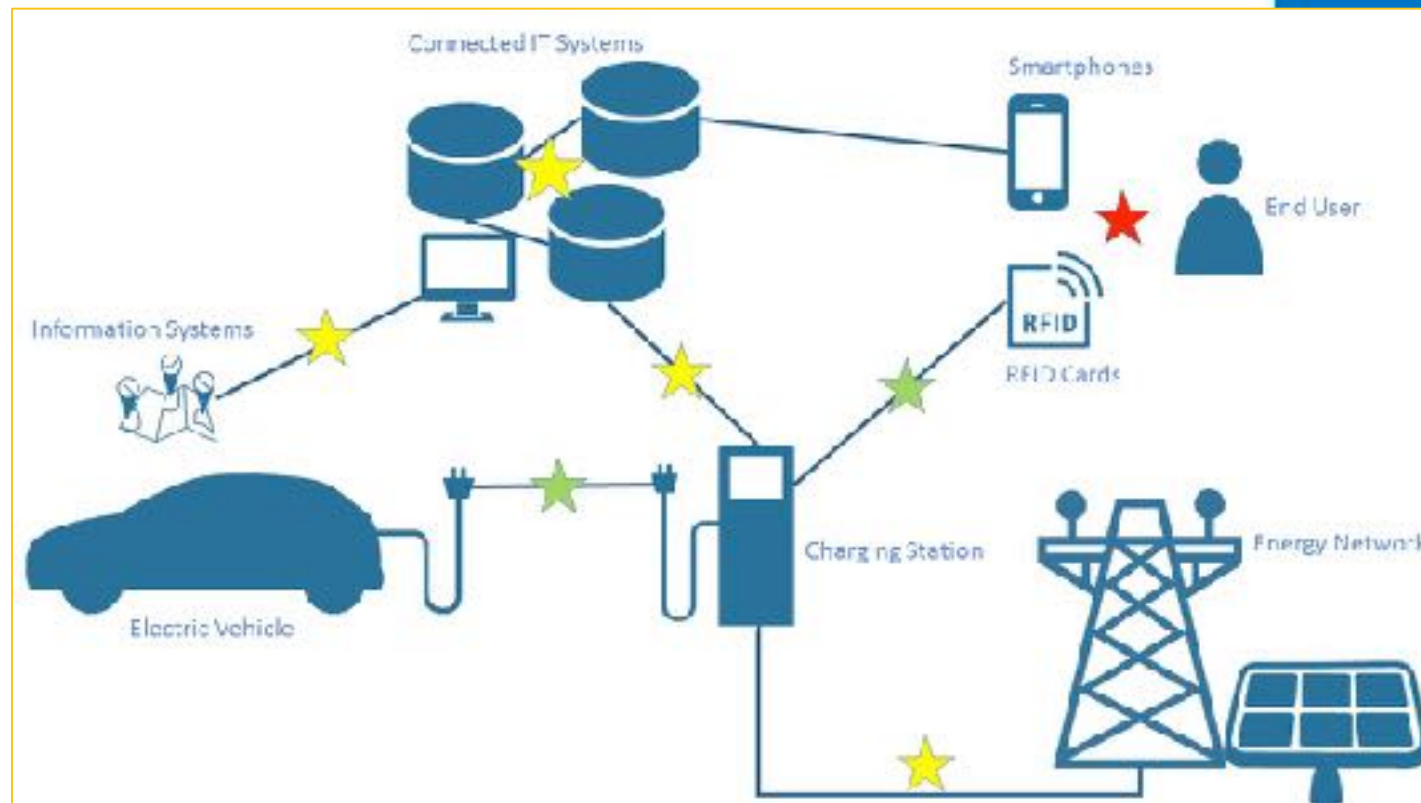 Connected IT Systems
Smartphones
End User
Information Systems
RFID
RFID Cards
Charging Station
Energy Network
Electric Vehicle